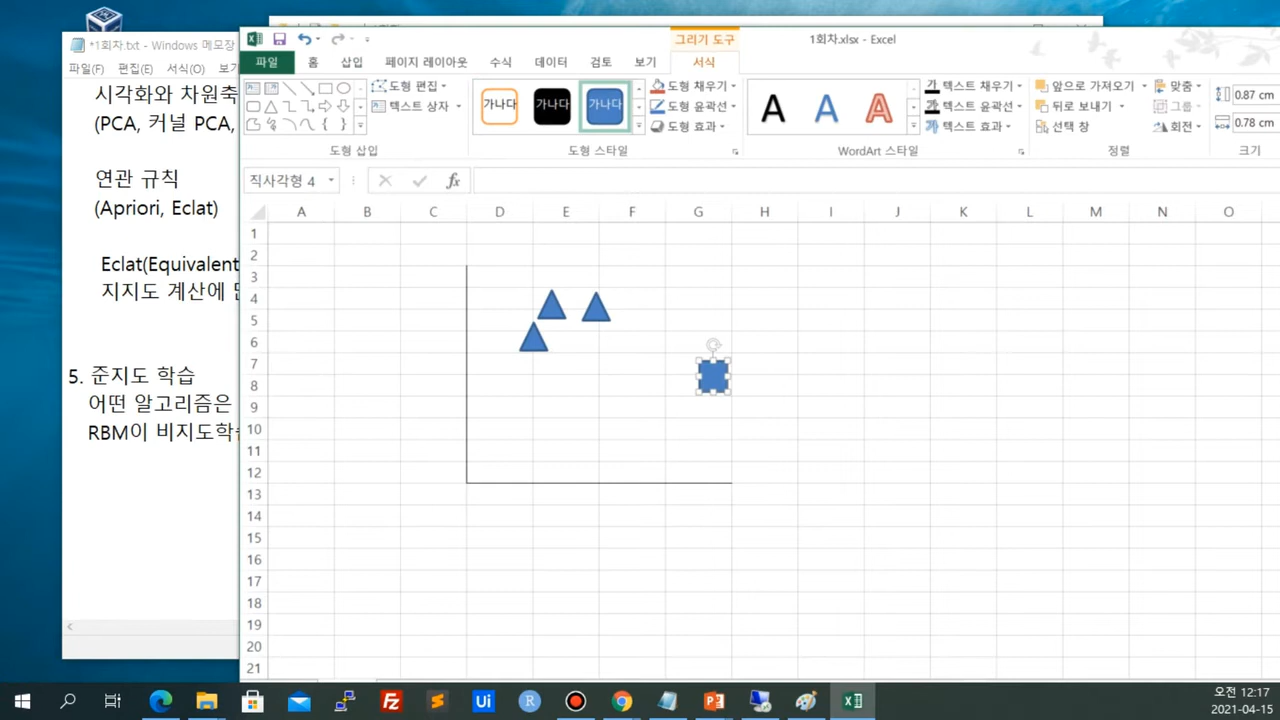 *1회차.txt - Windows 메모장
파일(F) 편집(E) 서식(O) 보기
시각화와 차원축
(PCA, 커널 PCA,
연관 규칙
(Apriori, Eclat)
Eclat(Equivalent
지지도 계산에
5. 준지도 학습
어떤 알고리즘은
RBM이 비지도학습
그리기 도구
1회차.xlsx - Excel
파일 홈 삽입 페이지 레이아웃 수식 데이터 검토 보기 서식
도형 편집
텍스트 상자
가나다 가나다 가나다
도형 채우기
도형 윤곽선
도형 효과
A A A
텍스트 채우기
텍스트 윤곽선
텍스트 효과
앞으로 가져오기
뒤로 보내기
선택 창
맞춤
그룹
회전
0.87 cm
0.78 cm
도형 삽입 도형 스타일 WordArt 스타일 정렬 크기
직사각형 4 fx
A B C D E F G H I J K L M N O
1
2
3
4
5
6
7
8
9
10
11
12
13
14
15
16
17
18
19
20
21
Ui R
오전 12:17
2021-04-15